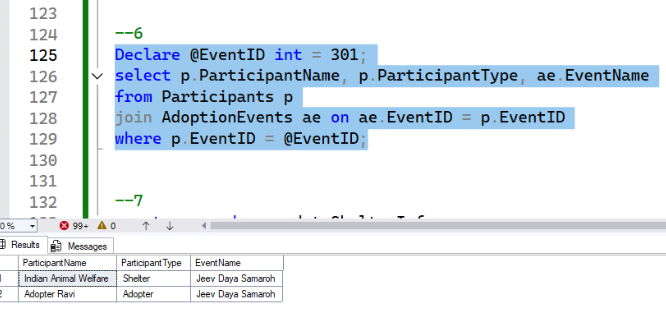 123
124 --6
125 Declare @EventID int = 301;
126 select p.ParticipantName, p.ParticipantType, ae.EventName
127 from Participants p
128 join AdoptionEvents ae on ae.EventID = p.EventID
129 where p.EventID = @EventID;
130
131
132 --7
0 % 99+ 0
Results Messages
ParticipantName ParticipantType EventName
1 Indian Animal Welfare Shelter Jeev Daya Samaroh
2 Adopter Ravi Adopter Jeev Daya Samaroh